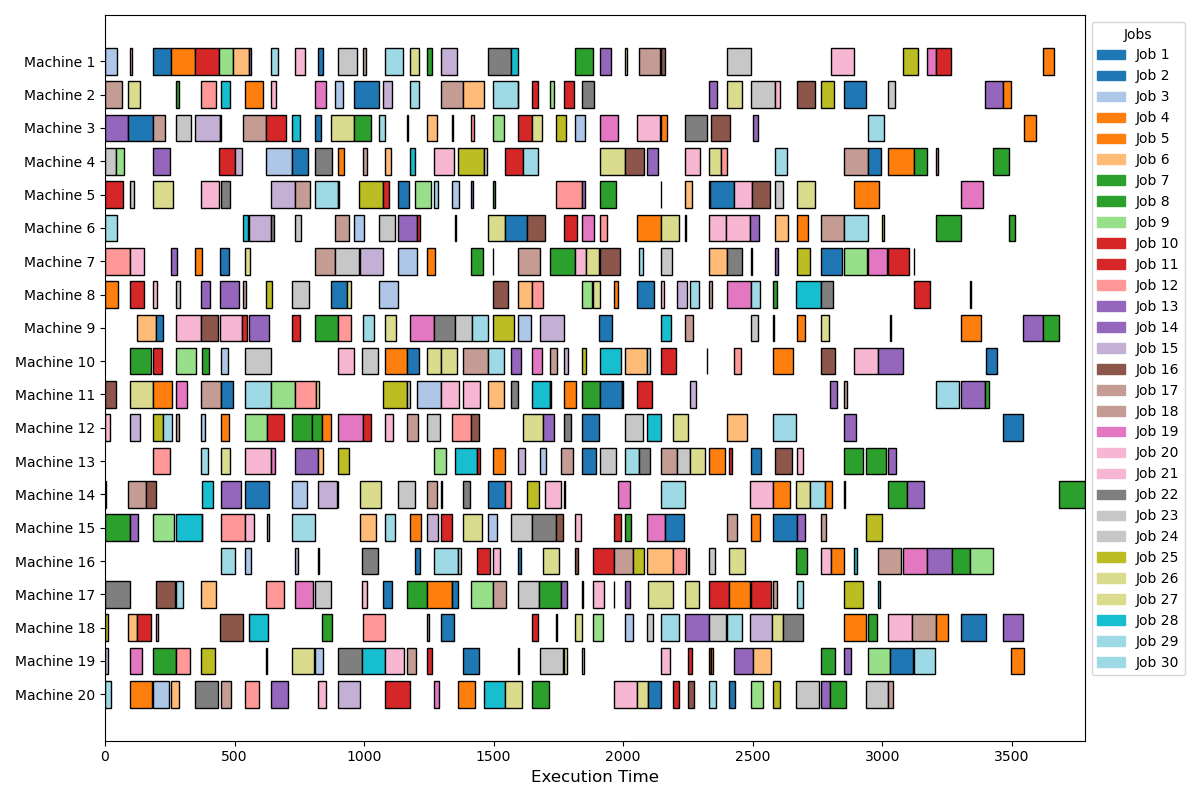 Machine 1
Machine 2
Machine 3
Machine 4
Machine 5
Machine 6
Machine 7
Machine 8
Machine 9
Machine 10
Machine 11
Machine 12
Machine 13
Machine 14
Machine 15
Machine 16
Machine 17
Machine 18
Machine 19
Machine 20
0 500 1000 1500 2000 2500 3000 3500
Execution Time
Jobs
Job 1
Job 2
Job 3
Job 4
Job 5
Job 6
Job 7
Job 8
Job 9
Job 10
Job 11
Job 12
Job 13
Job 14
Job 15
Job 16
Job 17
Job 18
Job 19
Job 20
Job 21
Job 22
Job 23
Job 24
Job 25
Job 26
Job 27
Job 28
Job 29
Job 30